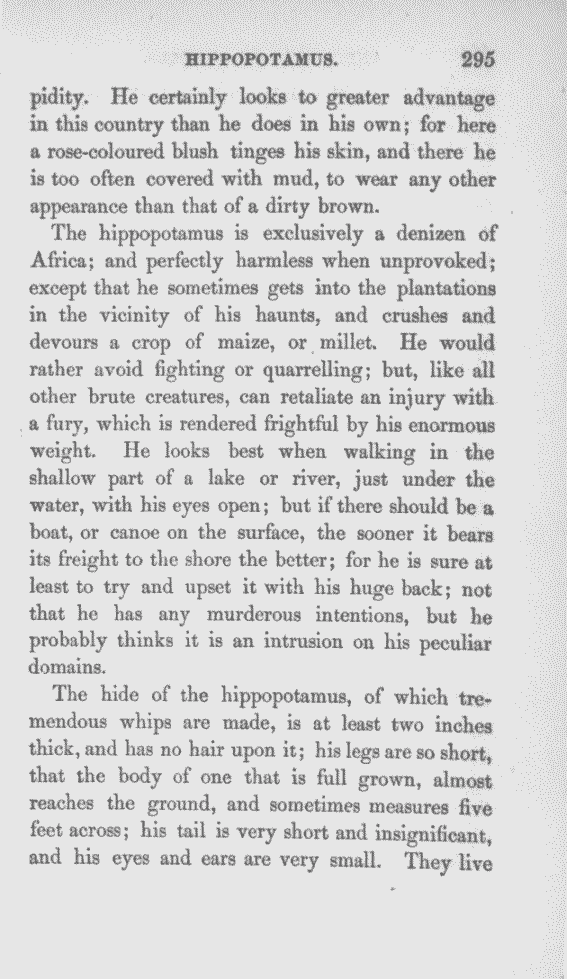 HIPPOPOTAMUS. 295
pidity. He certainly looks to greater advantage
in this country than he does in his own; for here
a rose-coloured blush tinges his skin, and there he
is too often covered with mud, to wear any other
appearance than that of a dirty brown.
The hippopotamus is exclusively a denizen of
Africa; and perfectly harmless when unprovoked;
except that he sometimes gets into the plantations
in the vicinity of his haunts, and crushes and
devours a crop of maize, or millet. He would
rather avoid fighting or quarrelling; but, like all
other brute creatures, can retaliate an injury with
a fury, which is rendered frightful by his enormous
weight. He looks best when walking in the
shallow part of a lake or river, just under the
water, with his eyes open; but if there should be a
boat, or canoe on the surface, the sooner it bears
its freight to the shore the better; for he is sure at
least to try and upset it with his huge back; not
that he has any murderous intentions, but he
probably thinks it is an intrusion on his peculiar
domains.
The hide of the hippopotamus, of which tre-
mendous whips are made, is at least two inches
thick, and has no hair upon it; his legs are so short,
that the body of one that is full grown, almost
reaches the ground, and sometimes measures five
feet across; his tail is very short and insignificant,
and his eyes and ears are very small. They live